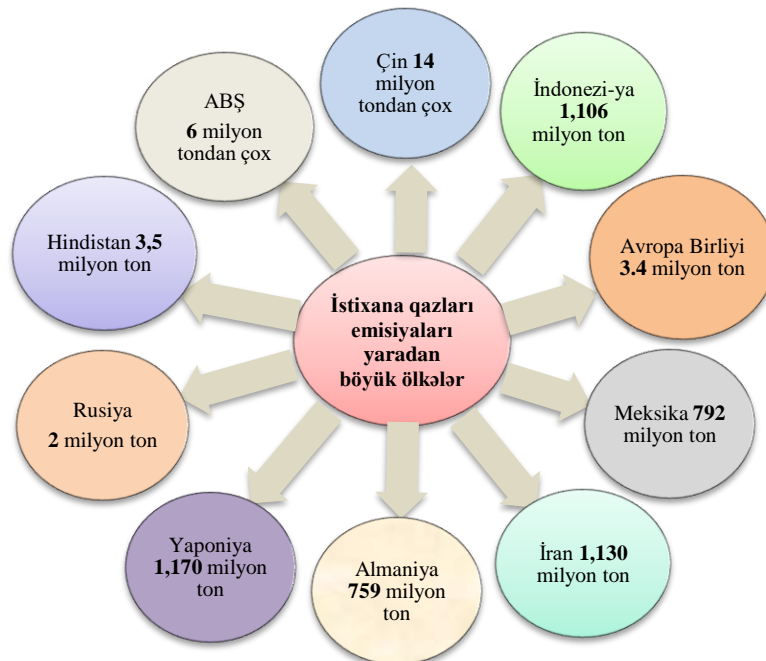 İstixana qazları
emisiyaları
yaradan
böyük ölkələr
Çin 14
milyon
tondan çox
İndonezi-ya
1,106
milyon ton
Avropa Birliyi
3.4 milyon ton
Meksika 792
milyon ton
İran 1,130
milyon ton
Almaniya
759 milyon
ton
Yaponiya
1,170 milyon
ton
Rusiya
2 milyon ton
Hindistan 3,5
milyon ton
ABŞ
6 milyon
tondan çox